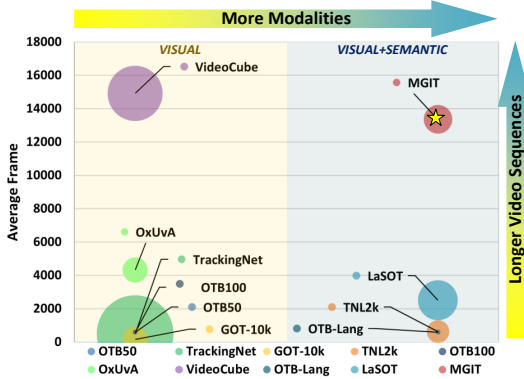 More Modalities
18000
VISUAL
VISUAL+SEMANTIC
VideoCube
16000
MGIT
14000
12000
10000
8000
OxUvA
6000
TrackingNet
4000
OTB100
LaSOT
OTB50
TNL2k
2000
GOT-10k
OTB-Lang
0
Average Frame
Longer Video Sequences
OTB50 TrackingNet GOT-10k TNL2k OTB100
OxUvA VideoCube OTB-Lang LaSOT MGIT